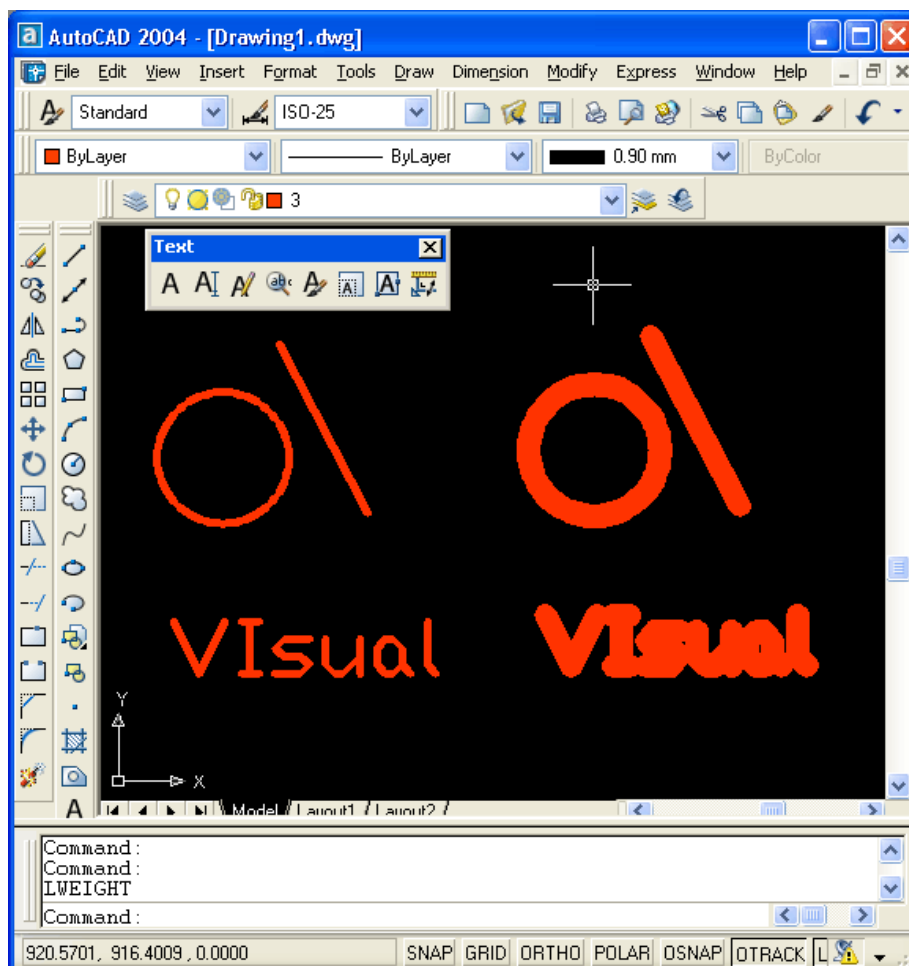 AutoCAD 2004 - [Drawing1.dwg]
File Edit View Insert Format Tools Draw Dimension Modify Express Window Help
Standard ISO-25
ByLayer ByLayer 0.90 mm ByColor
3
Text
VIsual VIsual
Y
X
Model Layout1 Layout2
Command:
Command:
LWEIGHT
Command:
920.5701, 916.4009, 0.0000 SNAP GRID ORTHO POLAR OSNAP OTRACK L